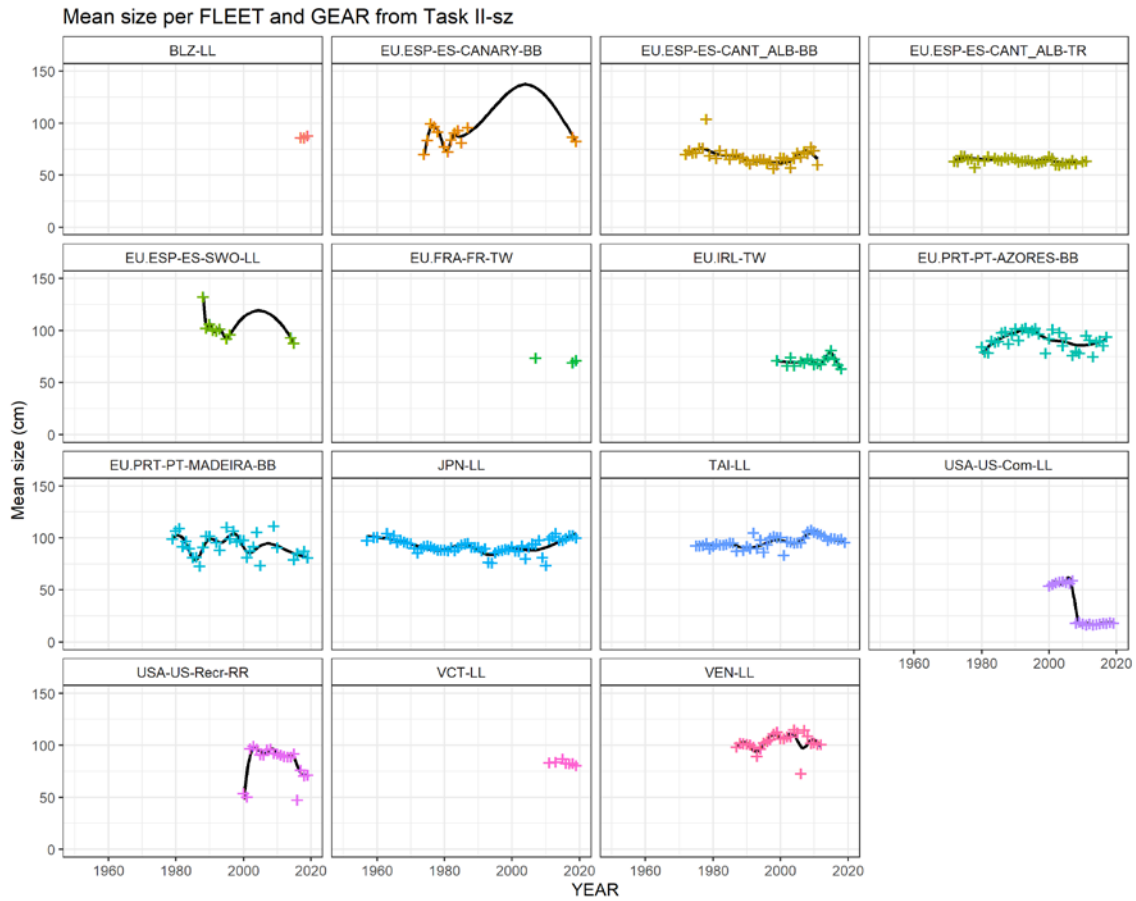 Mean size per FLEET and GEAR from Task II-sz
BLZ-LL
EU.ESP-ES-CANARY-BB
EU.ESP-ES-CANT_ALB-BB
EU.ESP-ES-CANT_ALB-TR
150
100
50
0
EU.ESP-ES-SWO-LL
EU.FRA-FR-TW
EU.IRL-TW
EU.PRT-PT-AZORES-BB
150
100
50
0
Mean size (cm)
EU.PRT-PT-MADEIRA-BB
JPN-LL
TAI-LL
USA-US-Com-LL
150
100
50
0
1960 1980 2000 2020
USA-US-Recr-RR
VCT-LL
VEN-LL
150
100
50
0
1960 1980 2000 2020 1960 1980 2000 2020 1960 1980 2000 2020
YEAR